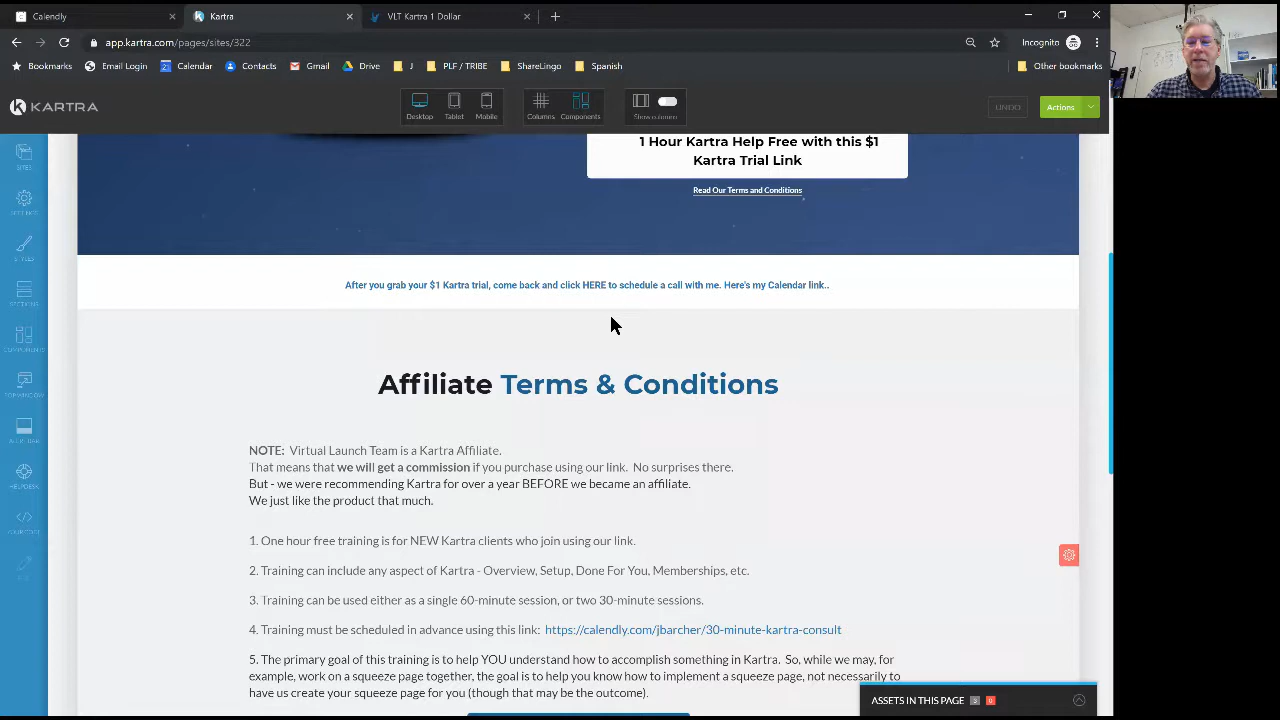 Calendly
Kartra
VLT Kartra 1 Dollar
app.kartra.com/pages/sites/322
Incognito
Bookmarks
Email Login
Calendar
Contacts
Gmail
Drive
J
PLF / TRIBE
ShareLingo
Spanish
Other bookmarks
KARTRA
Desktop
Tablet
Mobile
Columns
Components
Show columns
UNDO
Actions
SITES
SETTINGS
STYLES
SECTIONS
COMPONENTS
HELPDESK
1 Hour Kartra Help Free with this $1
Kartra Trial Link
Read Our Terms and Conditions
After you grab your $1 Kartra trial, come back and click HERE to schedule a call with me. Here's my Calendar link..
Affiliate Terms & Conditions
NOTE: Virtual Launch Team is a Kartra Affiliate.
That means that we will get a commission if you purchase using our link. No surprises there.
But - we were recommending Kartra for over a year BEFORE we became an affiliate.
We just like the product that much.
1. One hour free training is for NEW Kartra clients who join using our link.
2. Training can include any aspect of Kartra - Overview, Setup, Done For You, Memberships, etc.
3. Training can be used either as a single 60-minute session, or two 30-minute sessions.
4. Training must be scheduled in advance using this link: https://calendly.com/jbarcher/30-minute-kartra-consult
5. The primary goal of this training is to help YOU understand how to accomplish something in Kartra. So, while we may, for
example, work on a squeeze page together, the goal is to help you know how to implement a squeeze page, not necessarily to
have us create your squeeze page for you (though that may be the outcome).
ASSETS IN THIS PAGE